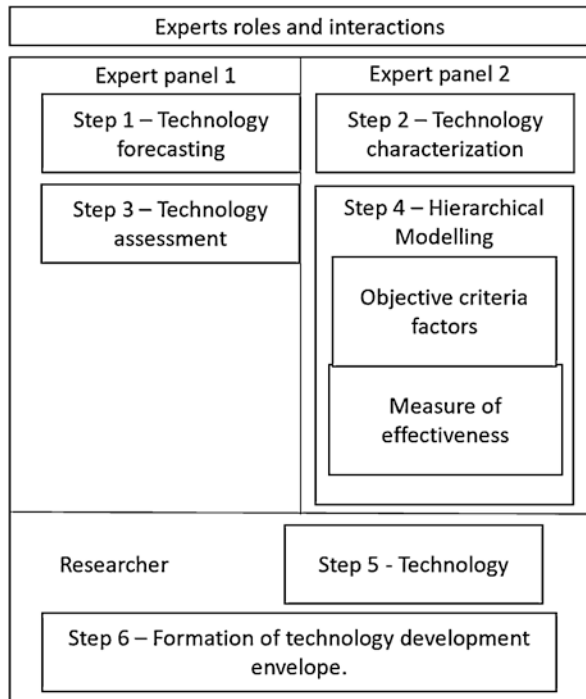 Experts roles and interactions
Expert panel 1
Step 1 – Technology
forecasting
Step 3 – Technology
assessment
Expert panel 2
Step 2 – Technology
characterization
Step 4 – Hierarchical
Modelling
Objective criteria
factors
Measure of
effectiveness
Researcher
Step 5 - Technology
Step 6 – Formation of technology development
envelope.